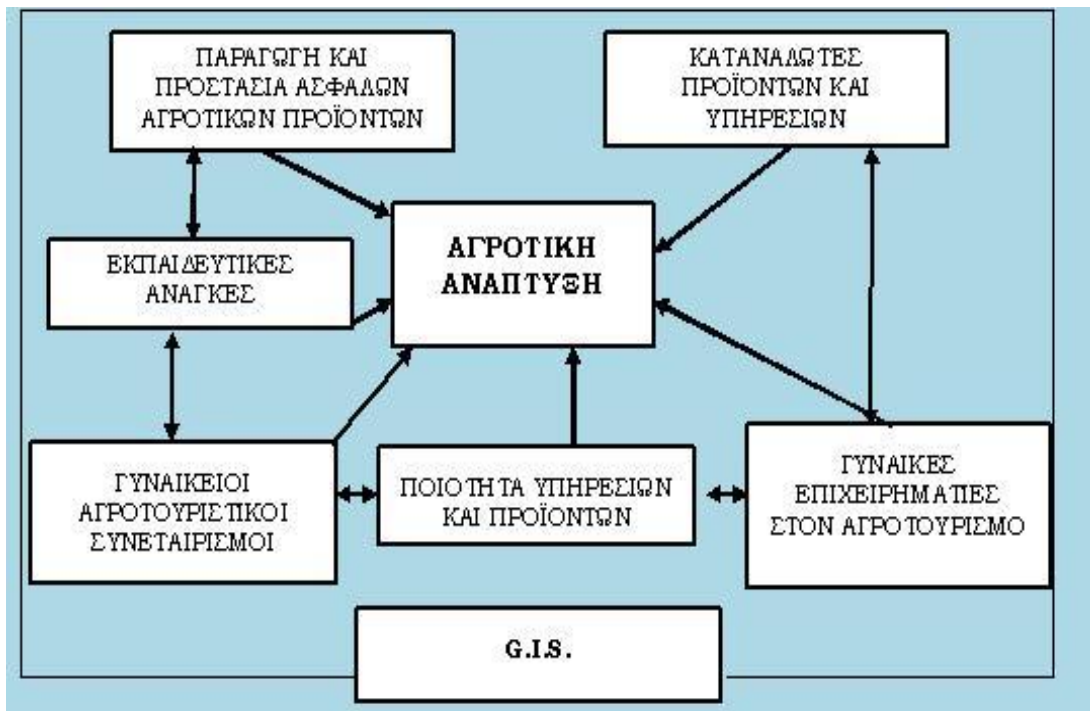 ΠΑΡΑΓΩΓΗ ΚΑΙ
ΠΡΟΣΤΑΣΙΑ ΑΣΦΑΛΩΝ
ΑΓΡΟΤΙΚΩΝ ΠΡΟΪΟΝΤΩΝ
ΚΑΤΑΝΑΛΩΤΕΣ
ΠΡΟΪΟΝΤΩΝ ΚΑΙ
ΥΠΗΡΕΣΙΩΝ
ΑΓΡΟΤΙΚΗ
ΑΝΑΠΤΥΞΗ
ΕΚΠΑΙΔΕΥΤΙΚΕΣ
ΑΝΑΓΚΕΣ
ΓΥΝΑΙΚΕΙΟΙ
ΑΓΡΟΤΟΥΡΙΣΤΙΚΟΙ
ΣΥΝΕΤΑΙΡΙΣΜΟΙ
ΠΟΙΟΤΗΤΑ ΥΠΗΡΕΣΙΩΝ
ΚΑΙ ΠΡΟΪΟΝΤΩΝ
ΓΥΝΑΙΚΕΣ
ΕΠΙΧΕΙΡΗΜΑΤΙΕΣ
ΣΤΟΝ ΑΓΡΟΤΟΥΡΙΣΜΟ
G.I.S.